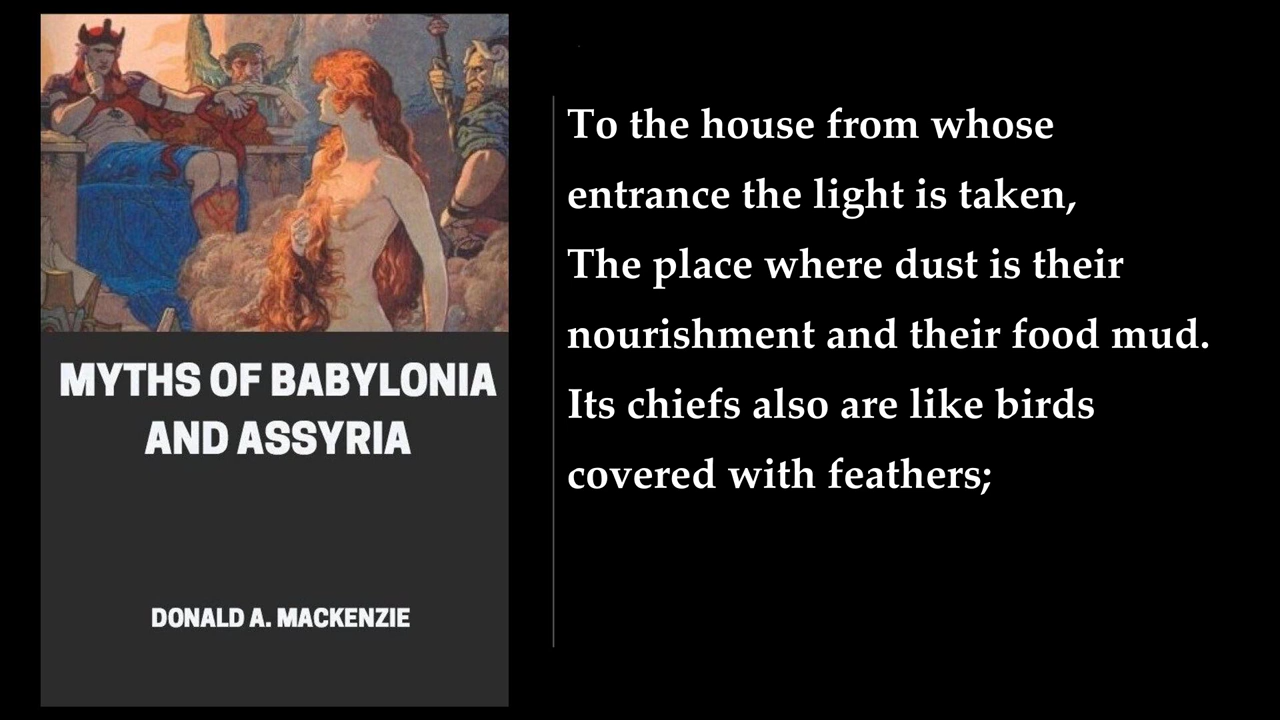 MYTHS OF BABYLONIA
AND ASSYRIA
DONALD A. MACKENZIE
To the house from whose
entrance the light is taken,
The place where dust is their
nourishment and their food mud.
Its chiefs also are like birds
covered with feathers;